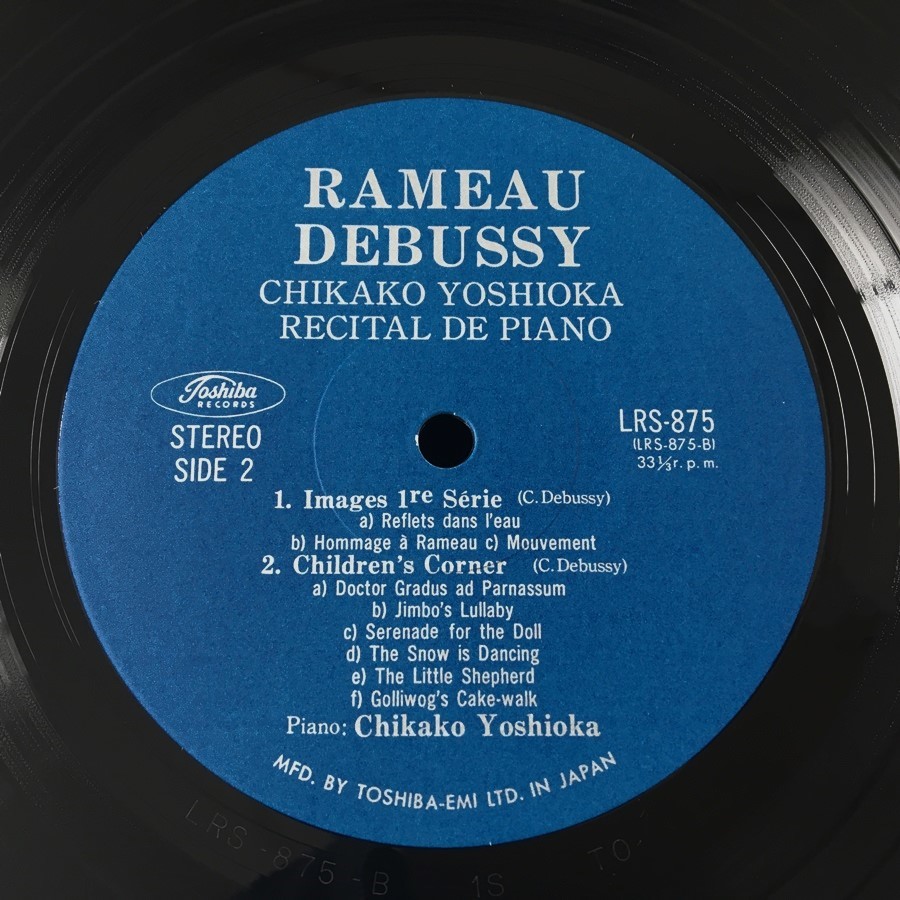 RAMEAU
DEBUSSY
CHIKAKO YOSHIOKA
RECITAL DE PIANO
Toshiba
RECORDS
STEREO
SIDE 2
LRS-875
(LRS-875-B)
33⅓r.p.m.
1. Images 1re Série (C.Debussy)
a) Reflets dans l'eau
b) Hommage à Rameau c) Mouvement
2. Children's Corner (C.Debussy)
a) Doctor Gradus ad Parnassum
b) Jimbo's Lullaby
c) Serenade for the Doll
d) The Snow is Dancing
e) The Little Shepherd
f) Golliwog's Cake-walk
Piano: Chikako Yoshioka
MFD. BY TOSHIBA-EMI LTD. IN JAPAN
LRS-875-B 1S TO